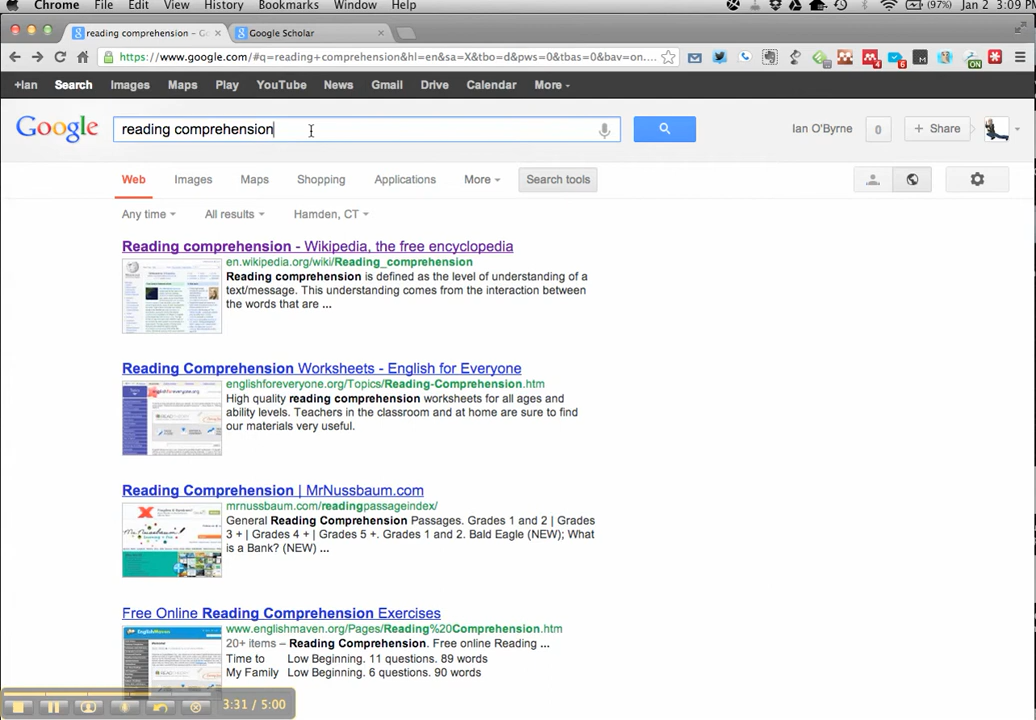 Chrome File Edit View History Bookmarks Window Help (97%) Jan 2 3:09 PM
reading comprehension – Go Google Scholar
https://www.google.com/#q=reading+comprehension&hl=en&sa=X&tbo=d&pws=0&tbas=0&bav=on....
+Ian Search Images Maps Play YouTube News Gmail Drive Calendar More
Google reading comprehension Ian O'Byrne 0 + Share
Web Images Maps Shopping Applications More Search tools
Any time All results Hamden, CT
Reading comprehension - Wikipedia, the free encyclopedia
en.wikipedia.org/wiki/Reading_comprehension
Reading comprehension is defined as the level of understanding of a
text/message. This understanding comes from the interaction between
the words that are ...
Reading Comprehension Worksheets - English for Everyone
englishforeveryone.org/Topics/Reading-Comprehension.htm
High quality reading comprehension worksheets for all ages and
ability levels. Teachers in the classroom and at home are sure to find
our materials very useful.
Reading Comprehension | MrNussbaum.com
mrnussbaum.com/readingpassageindex/
General Reading Comprehension Passages. Grades 1 and 2 | Grades
3 + | Grades 4 + | Grades 5 +. Grades 1 and 2. Bald Eagle (NEW); What
is a Bank? (NEW) ...
Free Online Reading Comprehension Exercises
www.englishmaven.org/Pages/Reading%20Comprehension.htm
20+ items – Reading Comprehension. Free online Reading ...
Time to Low Beginning. 11 questions. 89 words
My Family Low Beginning. 6 questions. 90 words
3:31 / 5:00